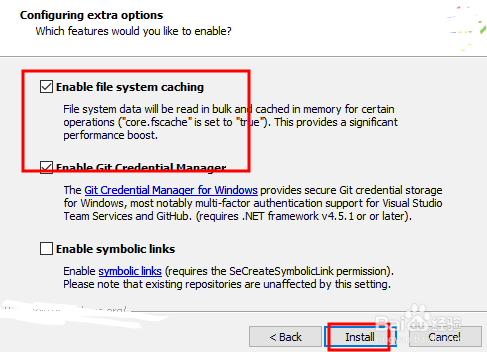 Configuring extra options
Which features would you like to enable?
Enable file system caching
File system data will be read in bulk and cached in memory for certain
operations ("core.fscache" is set to "true"). This provides a significant
performance boost.
Enable Git Credential Manager
The Git Credential Manager for Windows provides secure Git credential storage
for Windows, most notably multi-factor authentication support for Visual Studio
Team Services and GitHub. (requires .NET framework v4.5.1 or or later).
Enable symbolic links
Enable symbolic links (requires the SeCreateSymbolicLink permission).
Please note that existing repositories are unaffected by this setting.
< Back
Install
Cancel